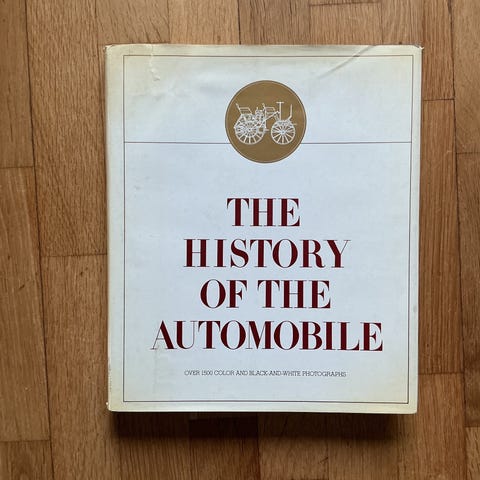 THE
HISTORY
OF THE
AUTOMOBILE
OVER 1500 COLOR AND BLACK-AND-WHITE PHOTOGRAPHS